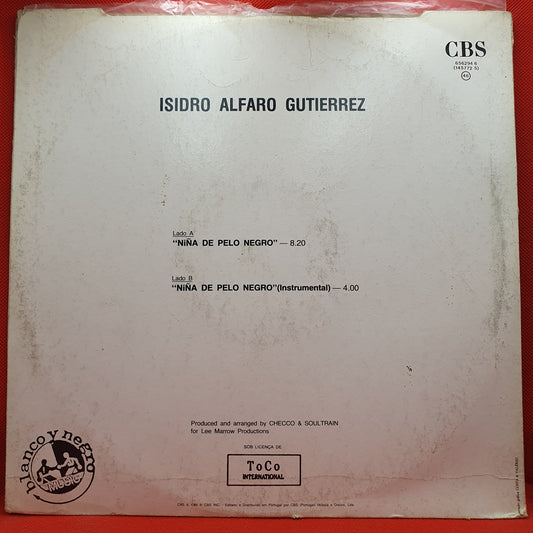 CBS
656294 6
(145772 5)
46
ISIDRO ALFARO GUTIERREZ
Lado A
“NiÑA DE PELO NEGRO” — 8.20
Lado B
“NiÑA DE PELO NEGRO”(Instrumental) — 4.00
Produced and arranged by CHECCO & SOULTRAIN
for Lee Marrow Productions
SOB LICENÇA DE
ToCo
INTERNATIONAL
blanco y negro
MUSIC